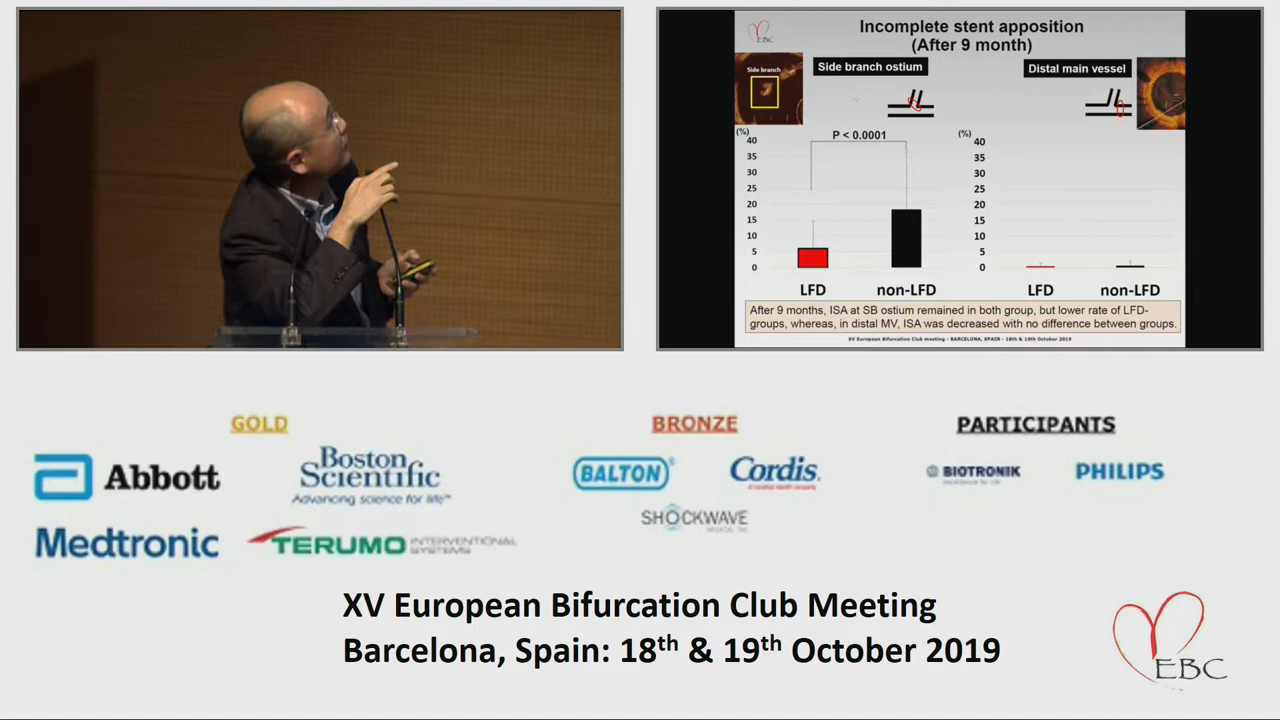 EBC
Incomplete stent apposition
(After 9 month)
Side branch
Side branch ostium
Distal main vessel
(%)
40
35
30
25
20
15
10
5
0
P < 0.0001
LFD
non-LFD
(%)
40
35
30
25
20
15
10
5
0
LFD
non-LFD
After 9 months, ISA at SB ostium remained in both group, but lower rate of LFD-
groups, whereas, in distal MV, ISA was decreased with no difference between groups.
XV European Bifurcation Club meeting - BARCELONA, SPAIN - 18th & 19th October 2019
GOLD
BRONZE
PARTICIPANTS
Abbott
Boston
Scientific
Advancing science for life™
BALTON®
Cordis
BIOTRONIK
excellence for life
PHILIPS
SHOCKWAVE
Medtronic
TERUMO INTERVENTIONAL
SYSTEMS
XV European Bifurcation Club Meeting
Barcelona, Spain: 18th & 19th October 2019
EBC